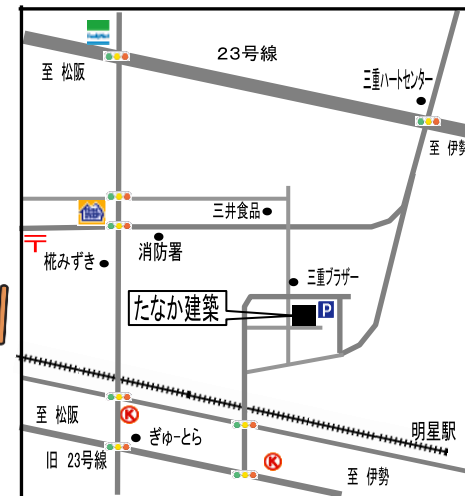 FamilyMart
23号線
至 松阪
三重ハートセンター
至 伊勢
三井食品
消防署
〒
椛みずき
三重ブラザー
P
たなか建築
至 松阪
K
ぎゅーとら
明星駅
旧 23号線
K
至 伊勢